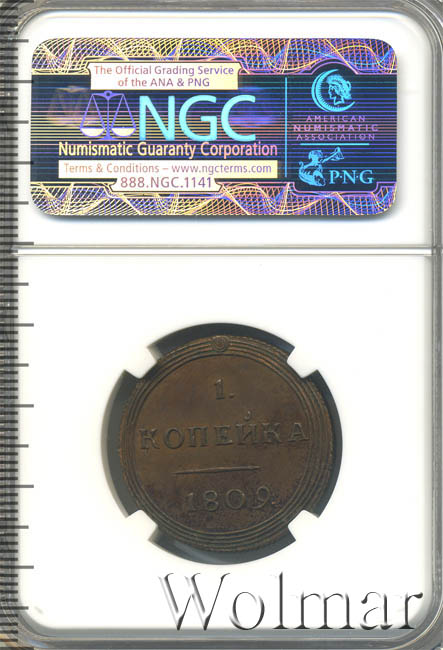 The Official Grading Service
of the ANA & PNG
NGC
Numismatic Guaranty Corporation
Terms & Conditions – www.ngcterms.com
888.NGC.1141
AMERICAN
NUMISMATIC
ASSOCIATION
P·N·G
1.
КОПЕЙКА
1809.
Wolmar